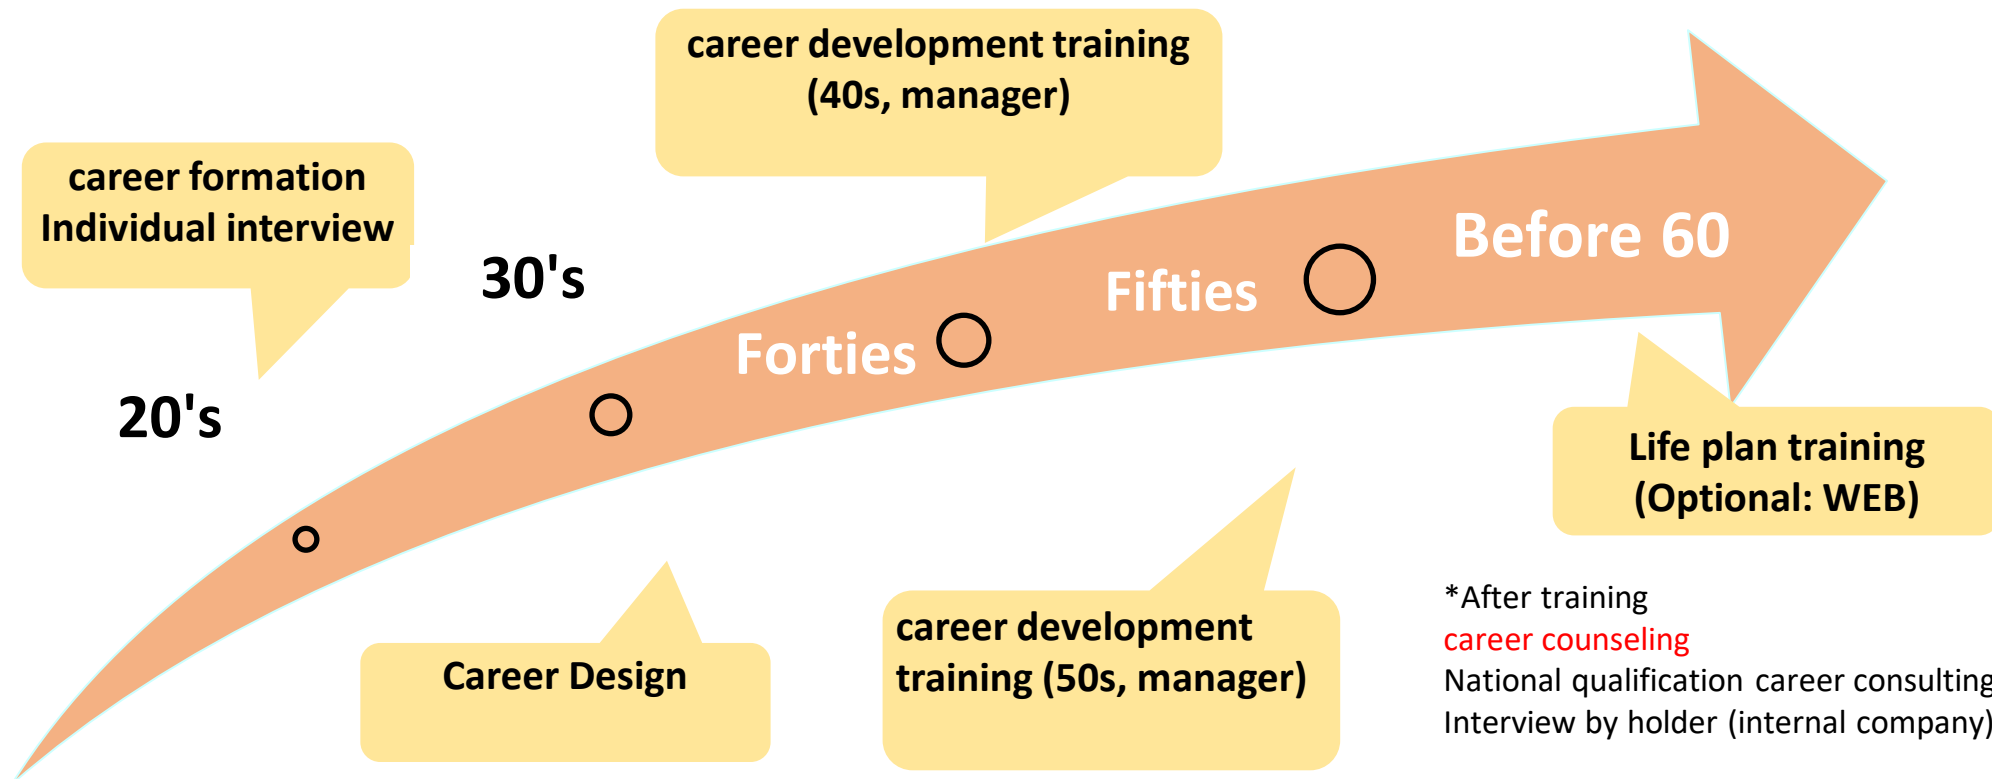 career development training
(40s, manager)
career formation
Individual interview
30's
Before 60
Fifties
Forties
20's
Life plan training
(Optional: WEB)
Career Design
career development
training (50s, manager)
*After training
career counseling
National qualification career consulting
Interview by holder (internal company)